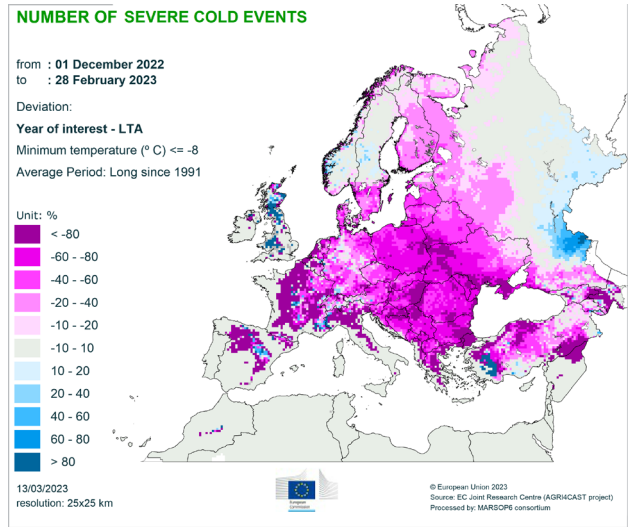 NUMBER OF SEVERE COLD EVENTS
from : 01 December 2022
to : 28 February 2023
Deviation:
Year of interest - LTA
Minimum temperature (º C) <= -8
Average Period: Long since 1991
Unit: %
< -80
-60 - -80
-40 - -60
-20 - -40
-10 - -20
-10 - 10
10 - 20
20 - 40
40 - 60
60 - 80
> 80
13/03/2023
resolution: 25x25 km
European
Commission
© European Union 2023
Source: EC Joint Research Centre (AGRI4CAST project)
Processed by: MARSOP6 consortium